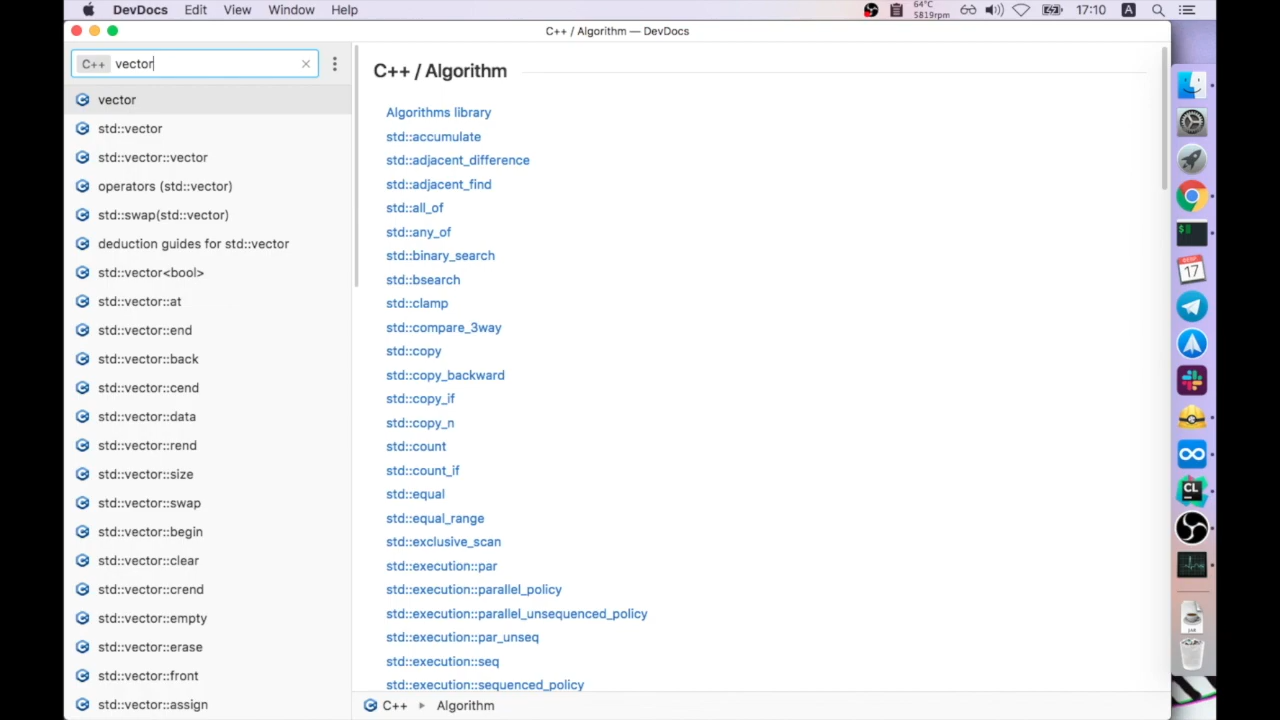 DevDocs Edit View Window Help 64°C 5819rpm 17:10 A
C++ / Algorithm — DevDocs
C++ vector
vector
std::vector
std::vector::vector
operators (std::vector)
std::swap(std::vector)
deduction guides for std::vector
std::vector<bool>
std::vector::at
std::vector::end
std::vector::back
std::vector::cend
std::vector::data
std::vector::rend
std::vector::size
std::vector::swap
std::vector::begin
std::vector::clear
std::vector::crend
std::vector::empty
std::vector::erase
std::vector::front
std::vector::assign
C++ / Algorithm
Algorithms library
std::accumulate
std::adjacent_difference
std::adjacent_find
std::all_of
std::any_of
std::binary_search
std::bsearch
std::clamp
std::compare_3way
std::copy
std::copy_backward
std::copy_if
std::copy_n
std::count
std::count_if
std::equal
std::equal_range
std::exclusive_scan
std::execution::par
std::execution::parallel_policy
std::execution::parallel_unsequenced_policy
std::execution::par_unseq
std::execution::seq
std::execution::sequenced_policy
C++ ▸ Algorithm
17
CL